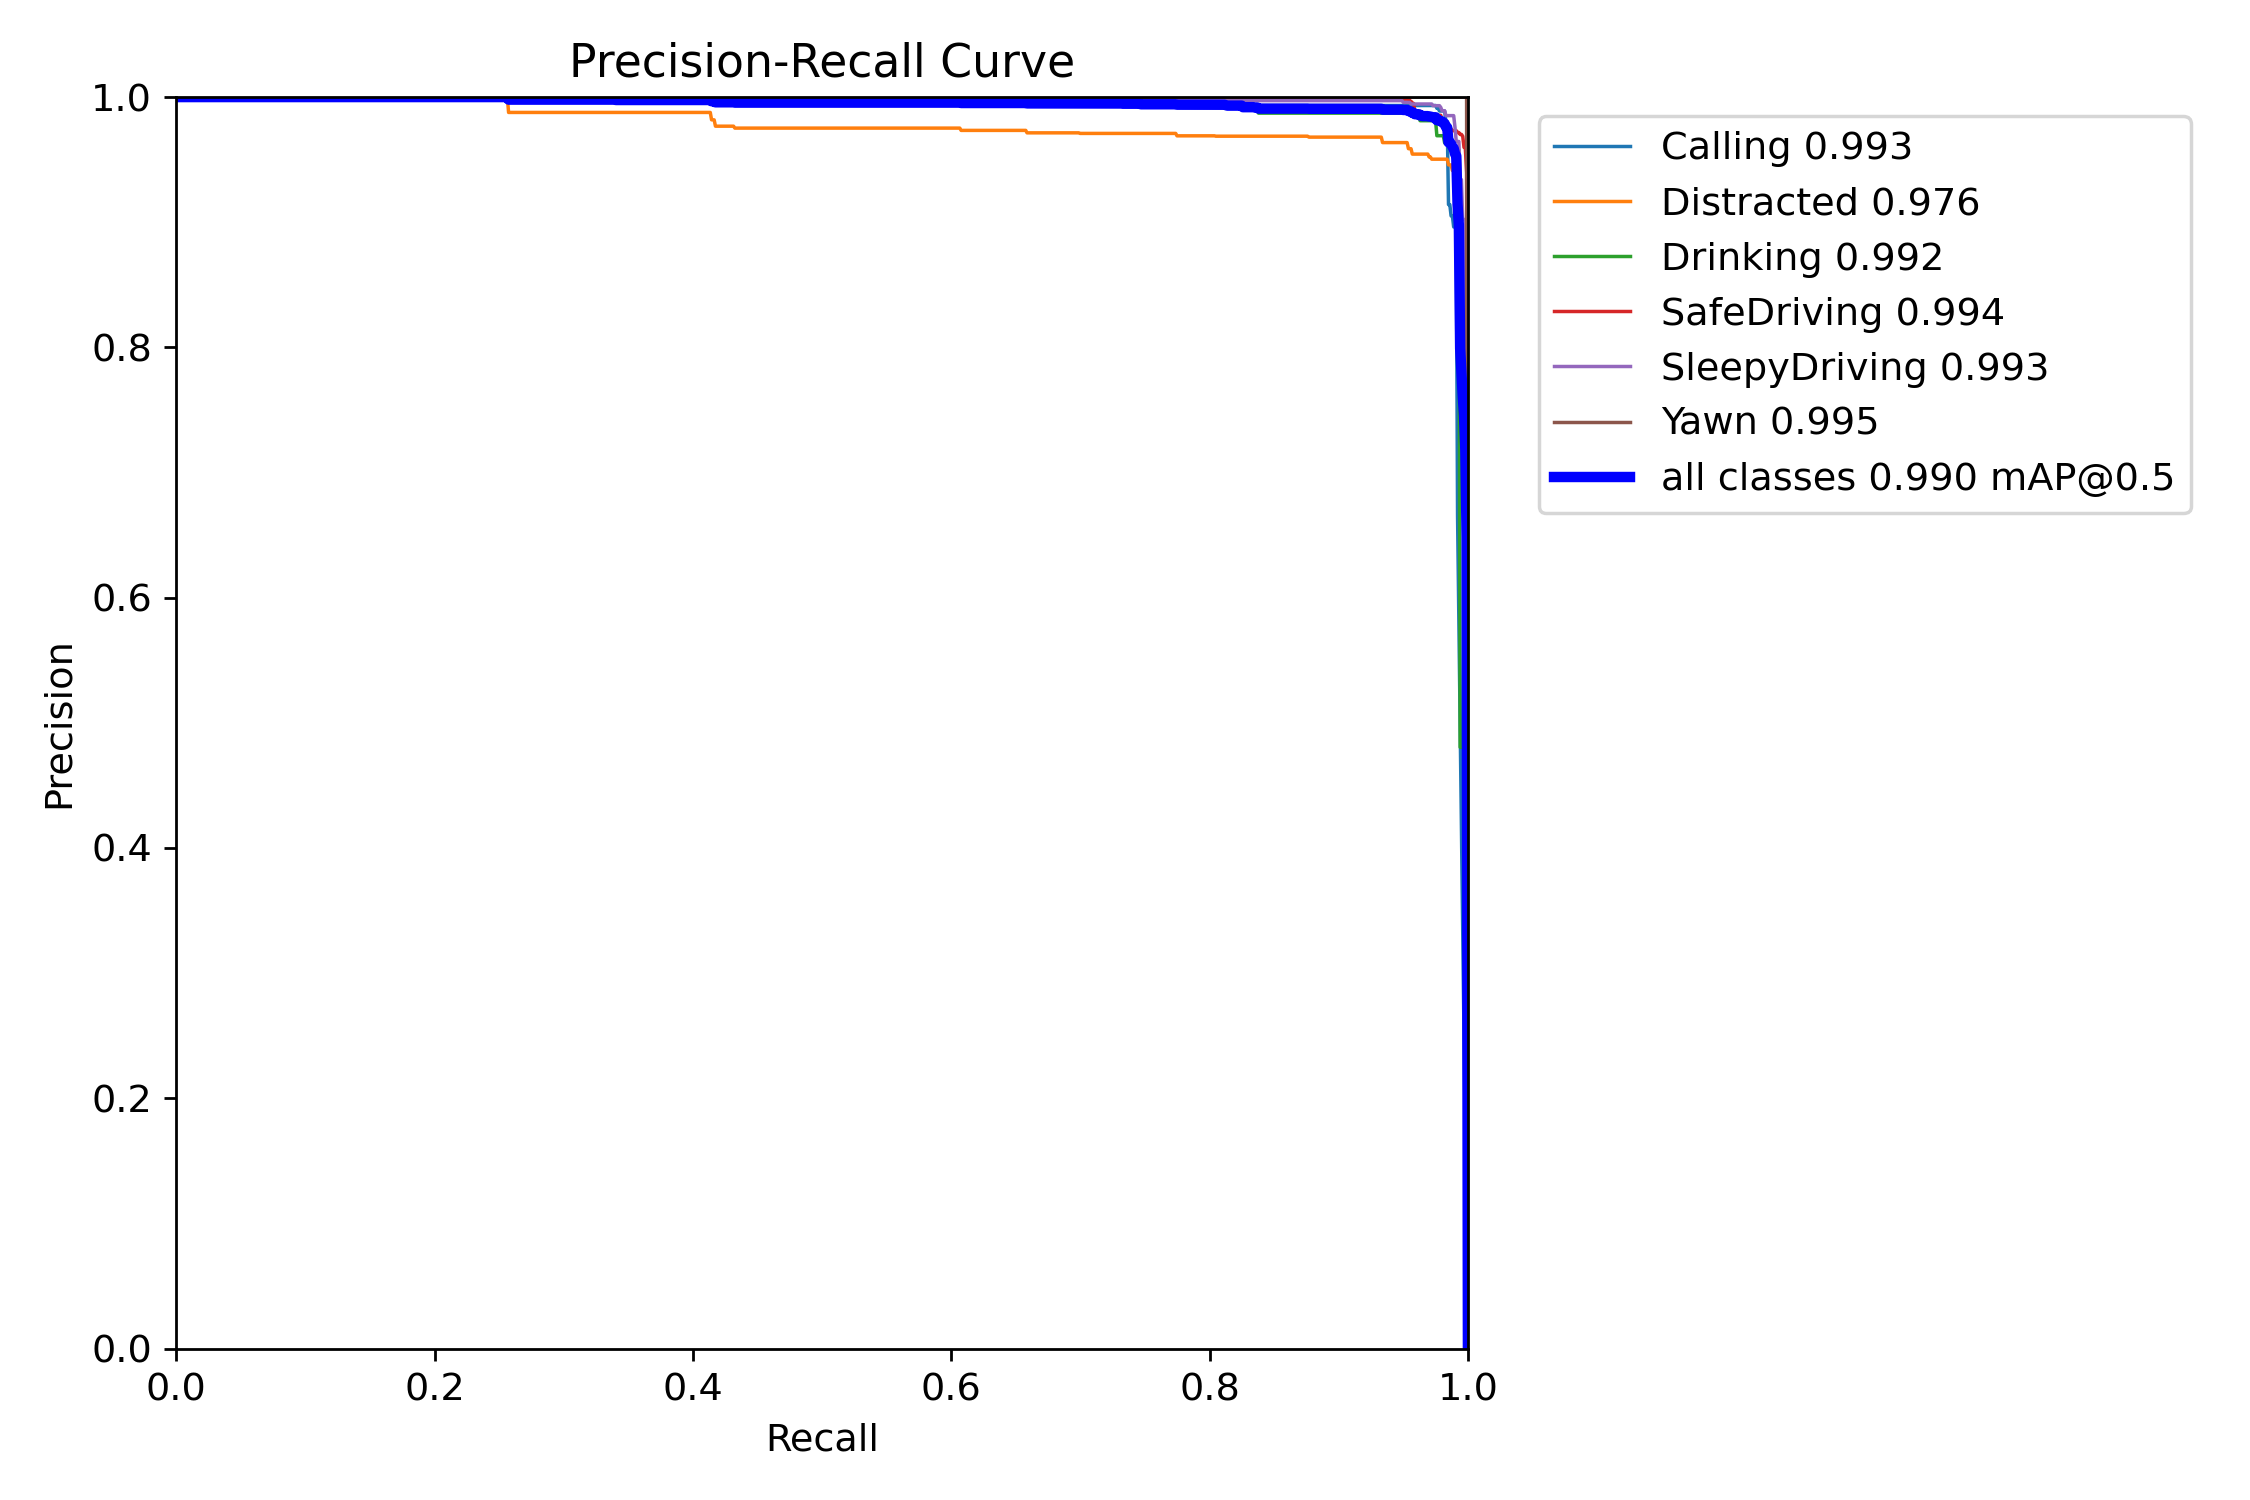 Precision-Recall Curve
1.0
0.8
0.6
0.4
0.2
0.0
Precision
0.0 0.2 0.4 0.6 0.8 1.0
Recall
Calling 0.993
Distracted 0.976
Drinking 0.992
SafeDriving 0.994
SleepyDriving 0.993
Yawn 0.995
all classes 0.990 mAP@0.5